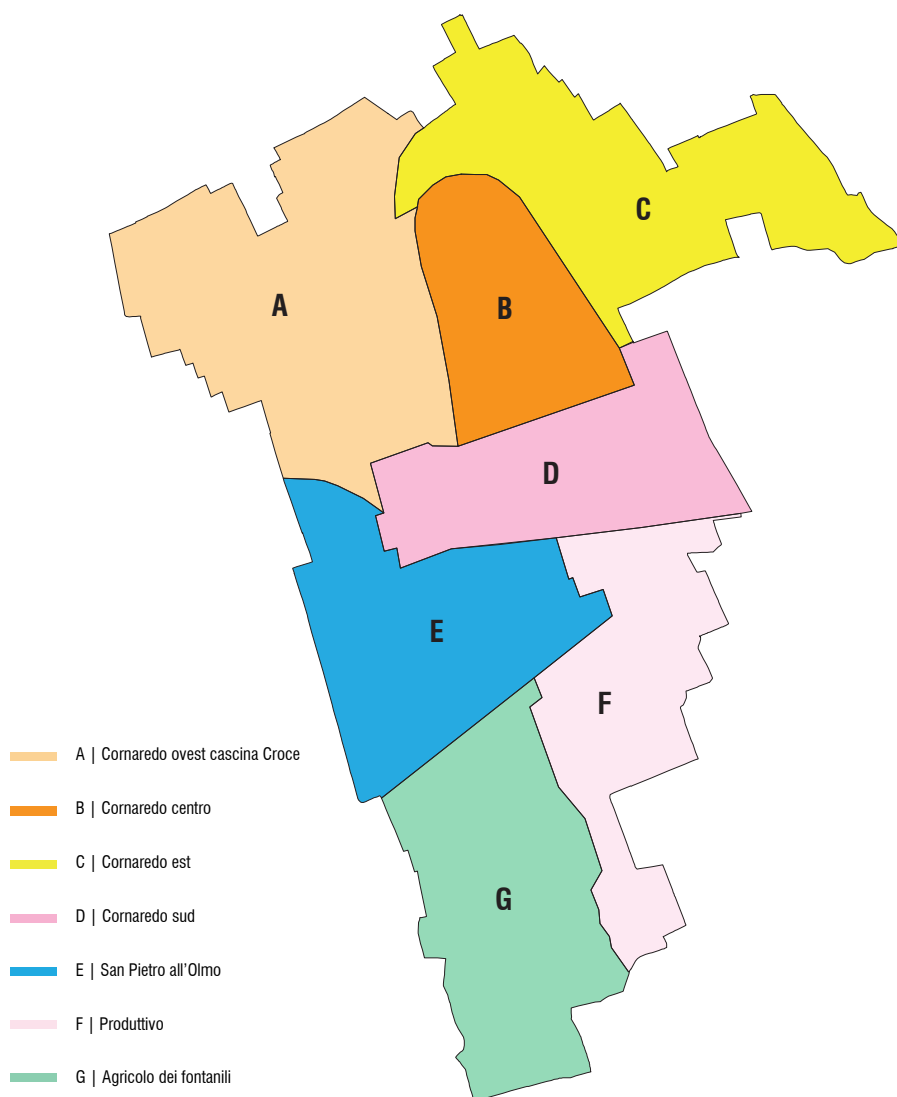 C
A
B
D
E
F
G
A | Cornaredo ovest cascina Croce
B | Cornaredo centro
C | Cornaredo est
D | Cornaredo sud
E | San Pietro all'Olmo
F | Produttivo
G | Agricolo dei fontanili